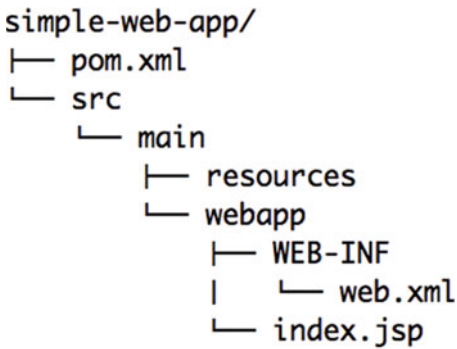 simple-web-app/
├── pom.xml
└── src
    └── main
        ├── resources
        └── webapp
            ├── WEB-INF
            |   └── web.xml
            └── index.jsp